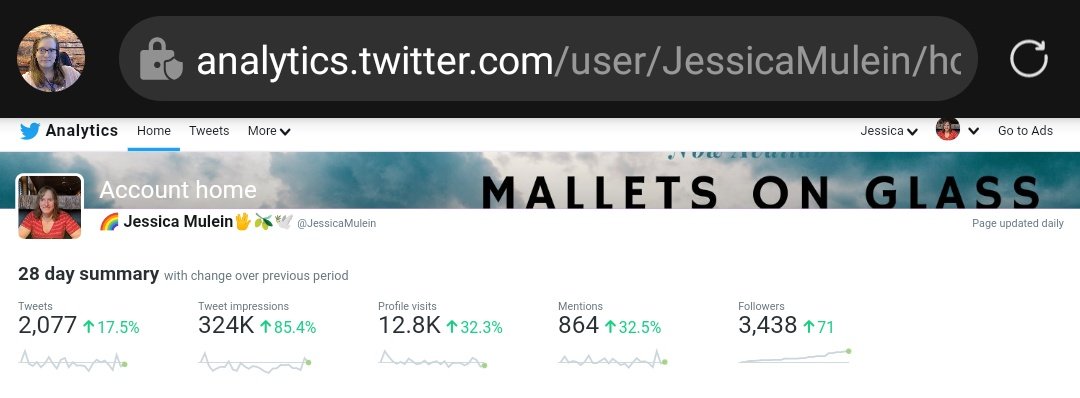 analytics.twitter.com/user/JessicaMulein/ho
Analytics Home Tweets More Jessica Go to Ads
Now Available
MALLETS ON GLASS
Account home
🌈 Jessica Mulein🖖🫒🕊️ @JessicaMulein Page updated daily
28 day summary with change over previous period
Tweets Tweet impressions Profile visits Mentions Followers
2,077 ↑17.5% 324K ↑85.4% 12.8K ↑32.3% 864 ↑32.5% 3,438 ↑71